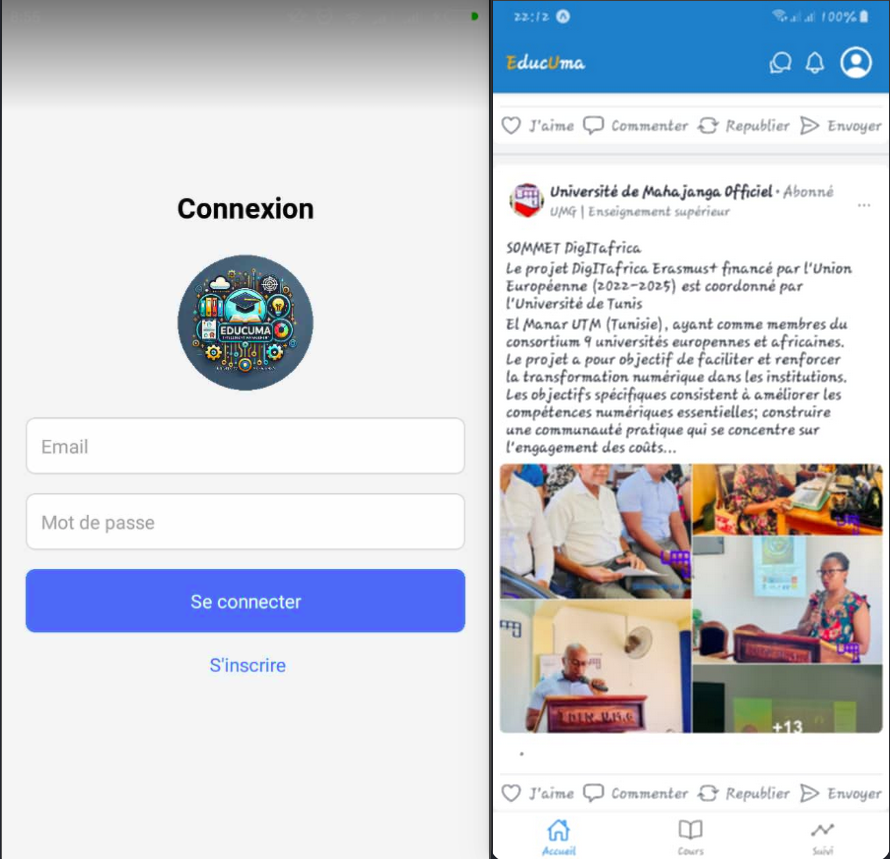 Connexion
EDUCUMA
Email
Mot de passe
Se connecter
S'inscrire
22:12
100%
EducUma
J'aime Commenter Republier Envoyer
Université de Mahajanga Officiel • Abonné
UMG | Enseignement supérieur
...
SOMMET DigITafrica
Le projet DigITafrica Erasmus+ financé par l'Union
Européenne (2022-2025) est coordonné par
l'Université de Tunis
El Manar UTM (Tunisie), ayant comme membres du
consortium 9 universités europennes et africaines.
Le projet a pour objectif de faciliter et renforcer
la transformation numérique dans les institutions.
Les objectifs spécifiques consistent à améliorer les
compétences numériques essentielles; construire
une communauté pratique qui se concentre sur
l'engagement des coûts...
+13
J'aime Commenter Republier Envoyer
Accueil Cours Suivi